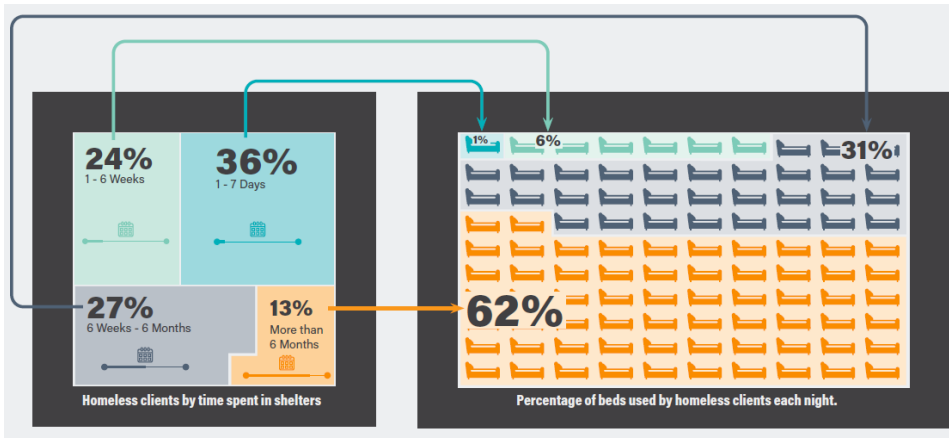 24%
1 - 6 Weeks
36%
1 - 7 Days
27%
6 Weeks - 6 Months
13%
More than
6 Months
Homeless clients by time spent in shelters
1%
6%
31%
62%
Percentage of beds used by homeless clients each night.